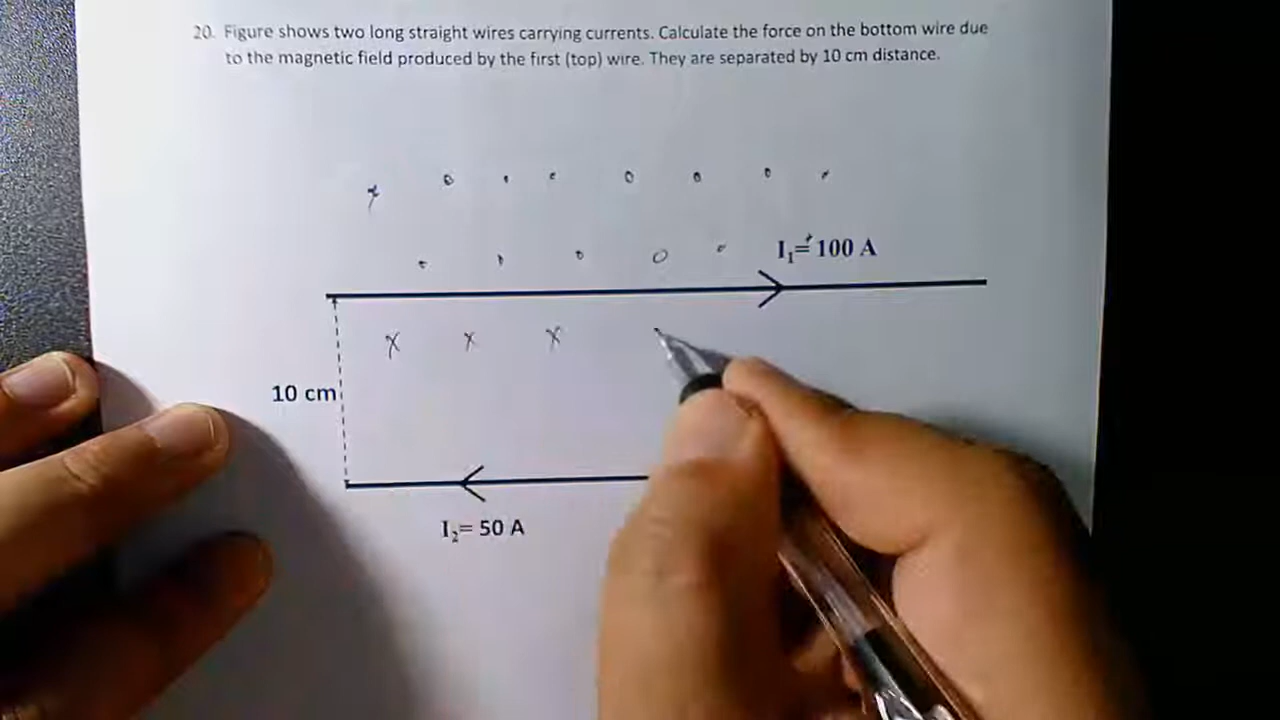 20. Figure shows two long straight wires carrying currents. Calculate the force on the bottom wire due
to the magnetic field produced by the first (top) wire. They are separated by 10 cm distance.
I₁= 100 A
x x x
10 cm
I₂= 50 A